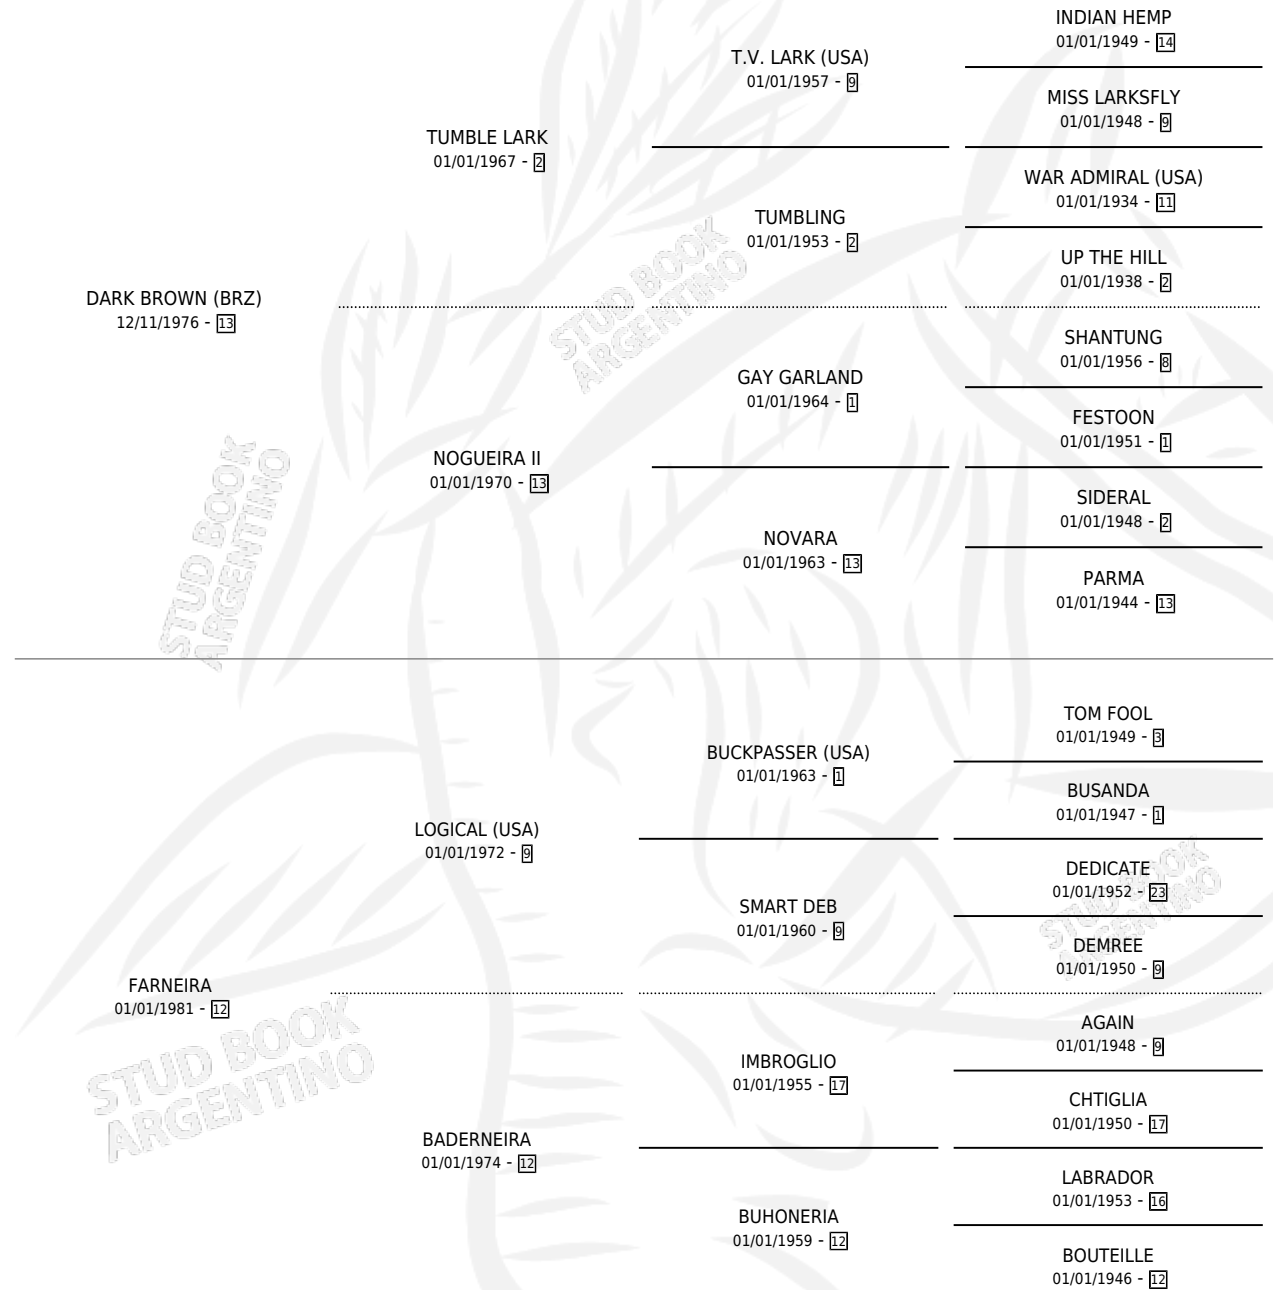 INDIAN HEMP
01/01/1949 - 14
T.V. LARK (USA)
01/01/1957 - 9
MISS LARKSFLY
01/01/1948 - 9
TUMBLE LARK
01/01/1967 - 2
WAR ADMIRAL (USA)
01/01/1934 - 11
TUMBLING
01/01/1953 - 2
UP THE HILL
01/01/1938 - 2
DARK BROWN (BRZ)
12/11/1976 - 13
SHANTUNG
01/01/1956 - 8
GAY GARLAND
01/01/1964 - 1
FESTOON
01/01/1951 - 1
NOGUEIRA II
01/01/1970 - 13
SIDERAL
01/01/1948 - 2
NOVARA
01/01/1963 - 13
PARMA
01/01/1944 - 13
TOM FOOL
01/01/1949 - 3
BUCKPASSER (USA)
01/01/1963 - 1
BUSANDA
01/01/1947 - 1
LOGICAL (USA)
01/01/1972 - 9
DEDICATE
01/01/1952 - 23
SMART DEB
01/01/1960 - 9
DEMREE
01/01/1950 - 9
FARNEIRA
01/01/1981 - 12
AGAIN
01/01/1948 - 9
IMBROGLIO
01/01/1955 - 17
CHTIGLIA
01/01/1950 - 17
BADERNEIRA
01/01/1974 - 12
LABRADOR
01/01/1953 - 16
BUHONERIA
01/01/1959 - 12
BOUTEILLE
01/01/1946 - 12
STUD BOOK
ARGENTINO
STUD BOOK
ARGENTINO
STUD BOOK
ARGENTINO
STUD BOOK
ARGENTINO